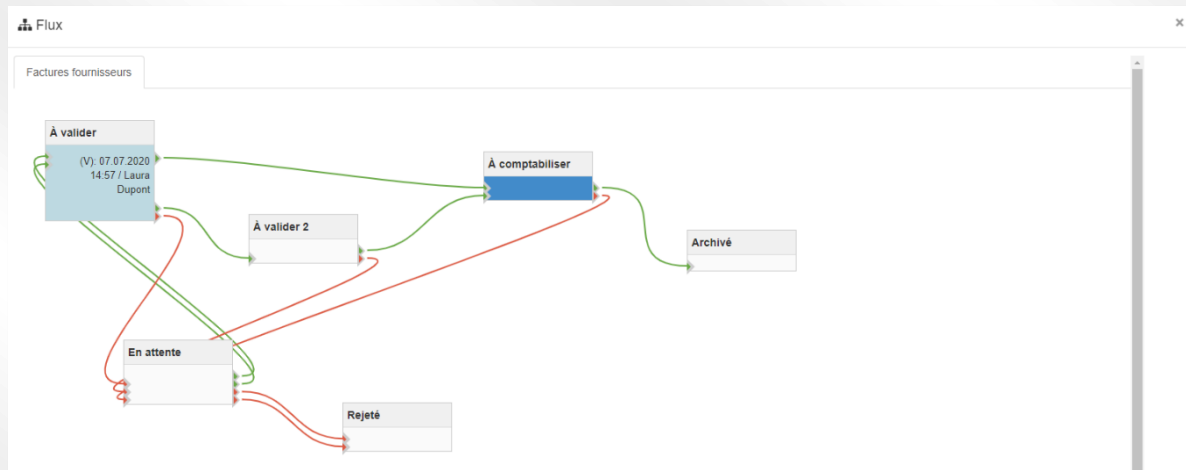 Flux
×
Factures fournisseurs
À valider
(V): 07.07.2020
14:57 / Laura
Dupont
À comptabiliser
À valider 2
Archivé
En attente
Rejeté